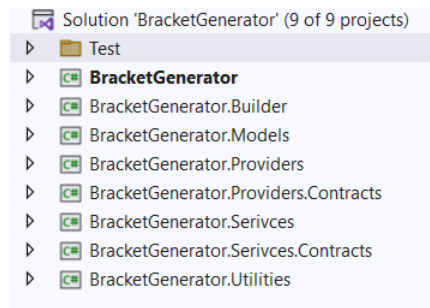 Solution 'BracketGenerator' (9 of 9 projects)
Test
C# BracketGenerator
C# BracketGenerator.Builder
C# BracketGenerator.Models
C# BracketGenerator.Providers
C# BracketGenerator.Providers.Contracts
C# BracketGenerator.Serivces
C# BracketGenerator.Serivces.Contracts
C# BracketGenerator.Utilities